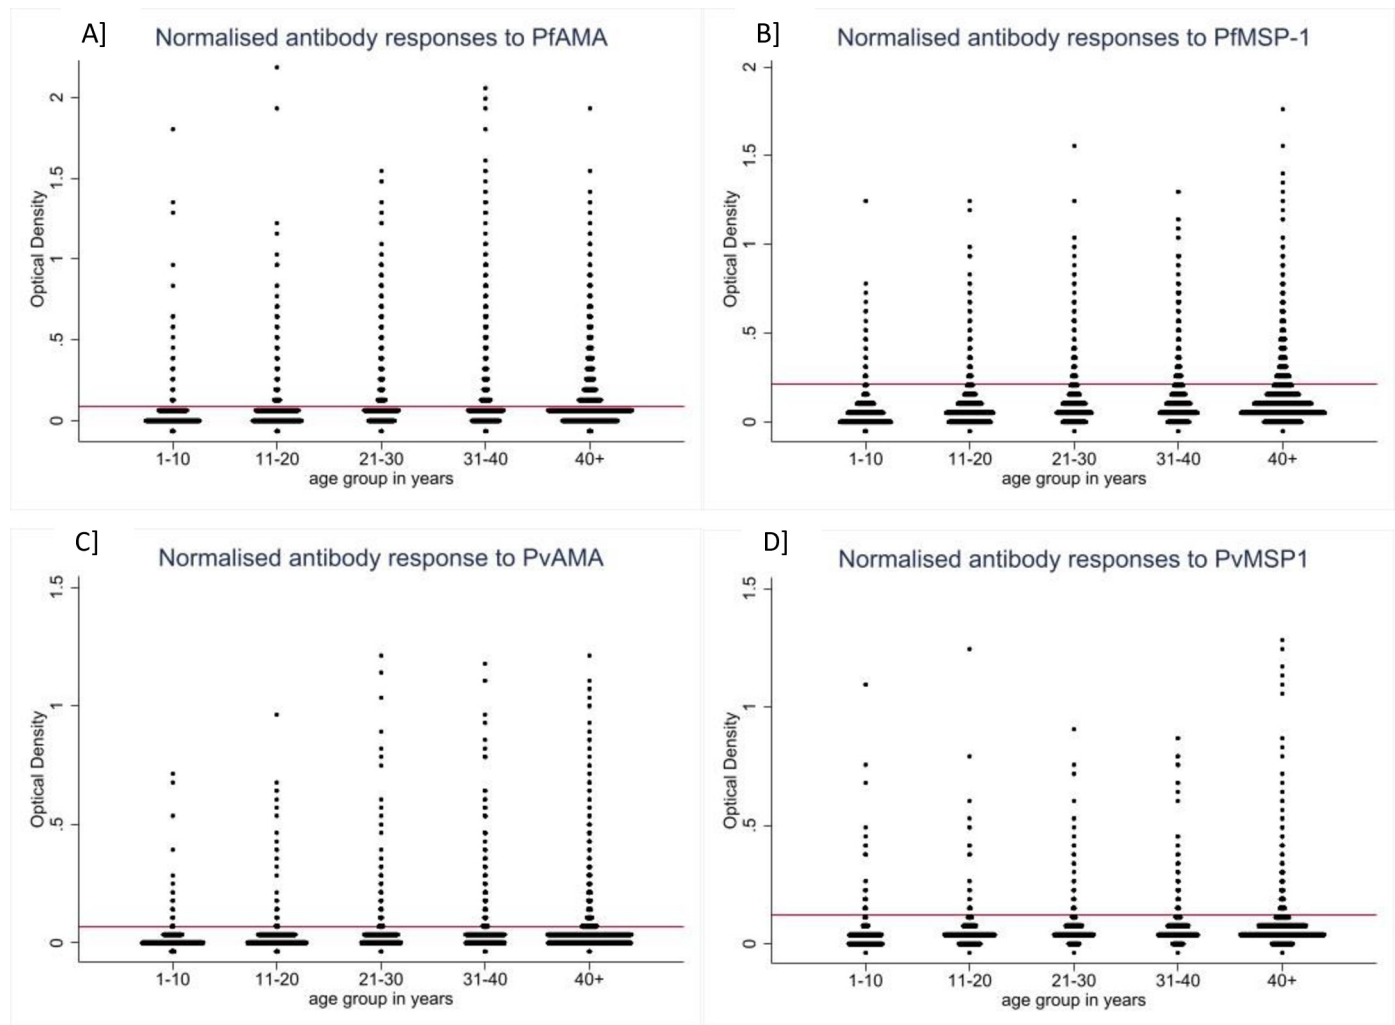 A]
Normalised antibody responses to PfAMA
Optical Density
2
1.5
1
.5
0
1-10 11-20 21-30 31-40 40+
age group in years
B]
Normalised antibody responses to PfMSP-1
Optical Density
2
1.5
1
.5
0
1-10 11-20 21-30 31-40 40+
age group in years
C]
Normalised antibody response to PvAMA
Optical Density
1.5
1
.5
0
1-10 11-20 21-30 31-40 40+
age group in years
D]
Normalised antibody responses to PvMSP1
Optical Density
1.5
1
.5
0
1-10 11-20 21-30 31-40 40+
age group in years